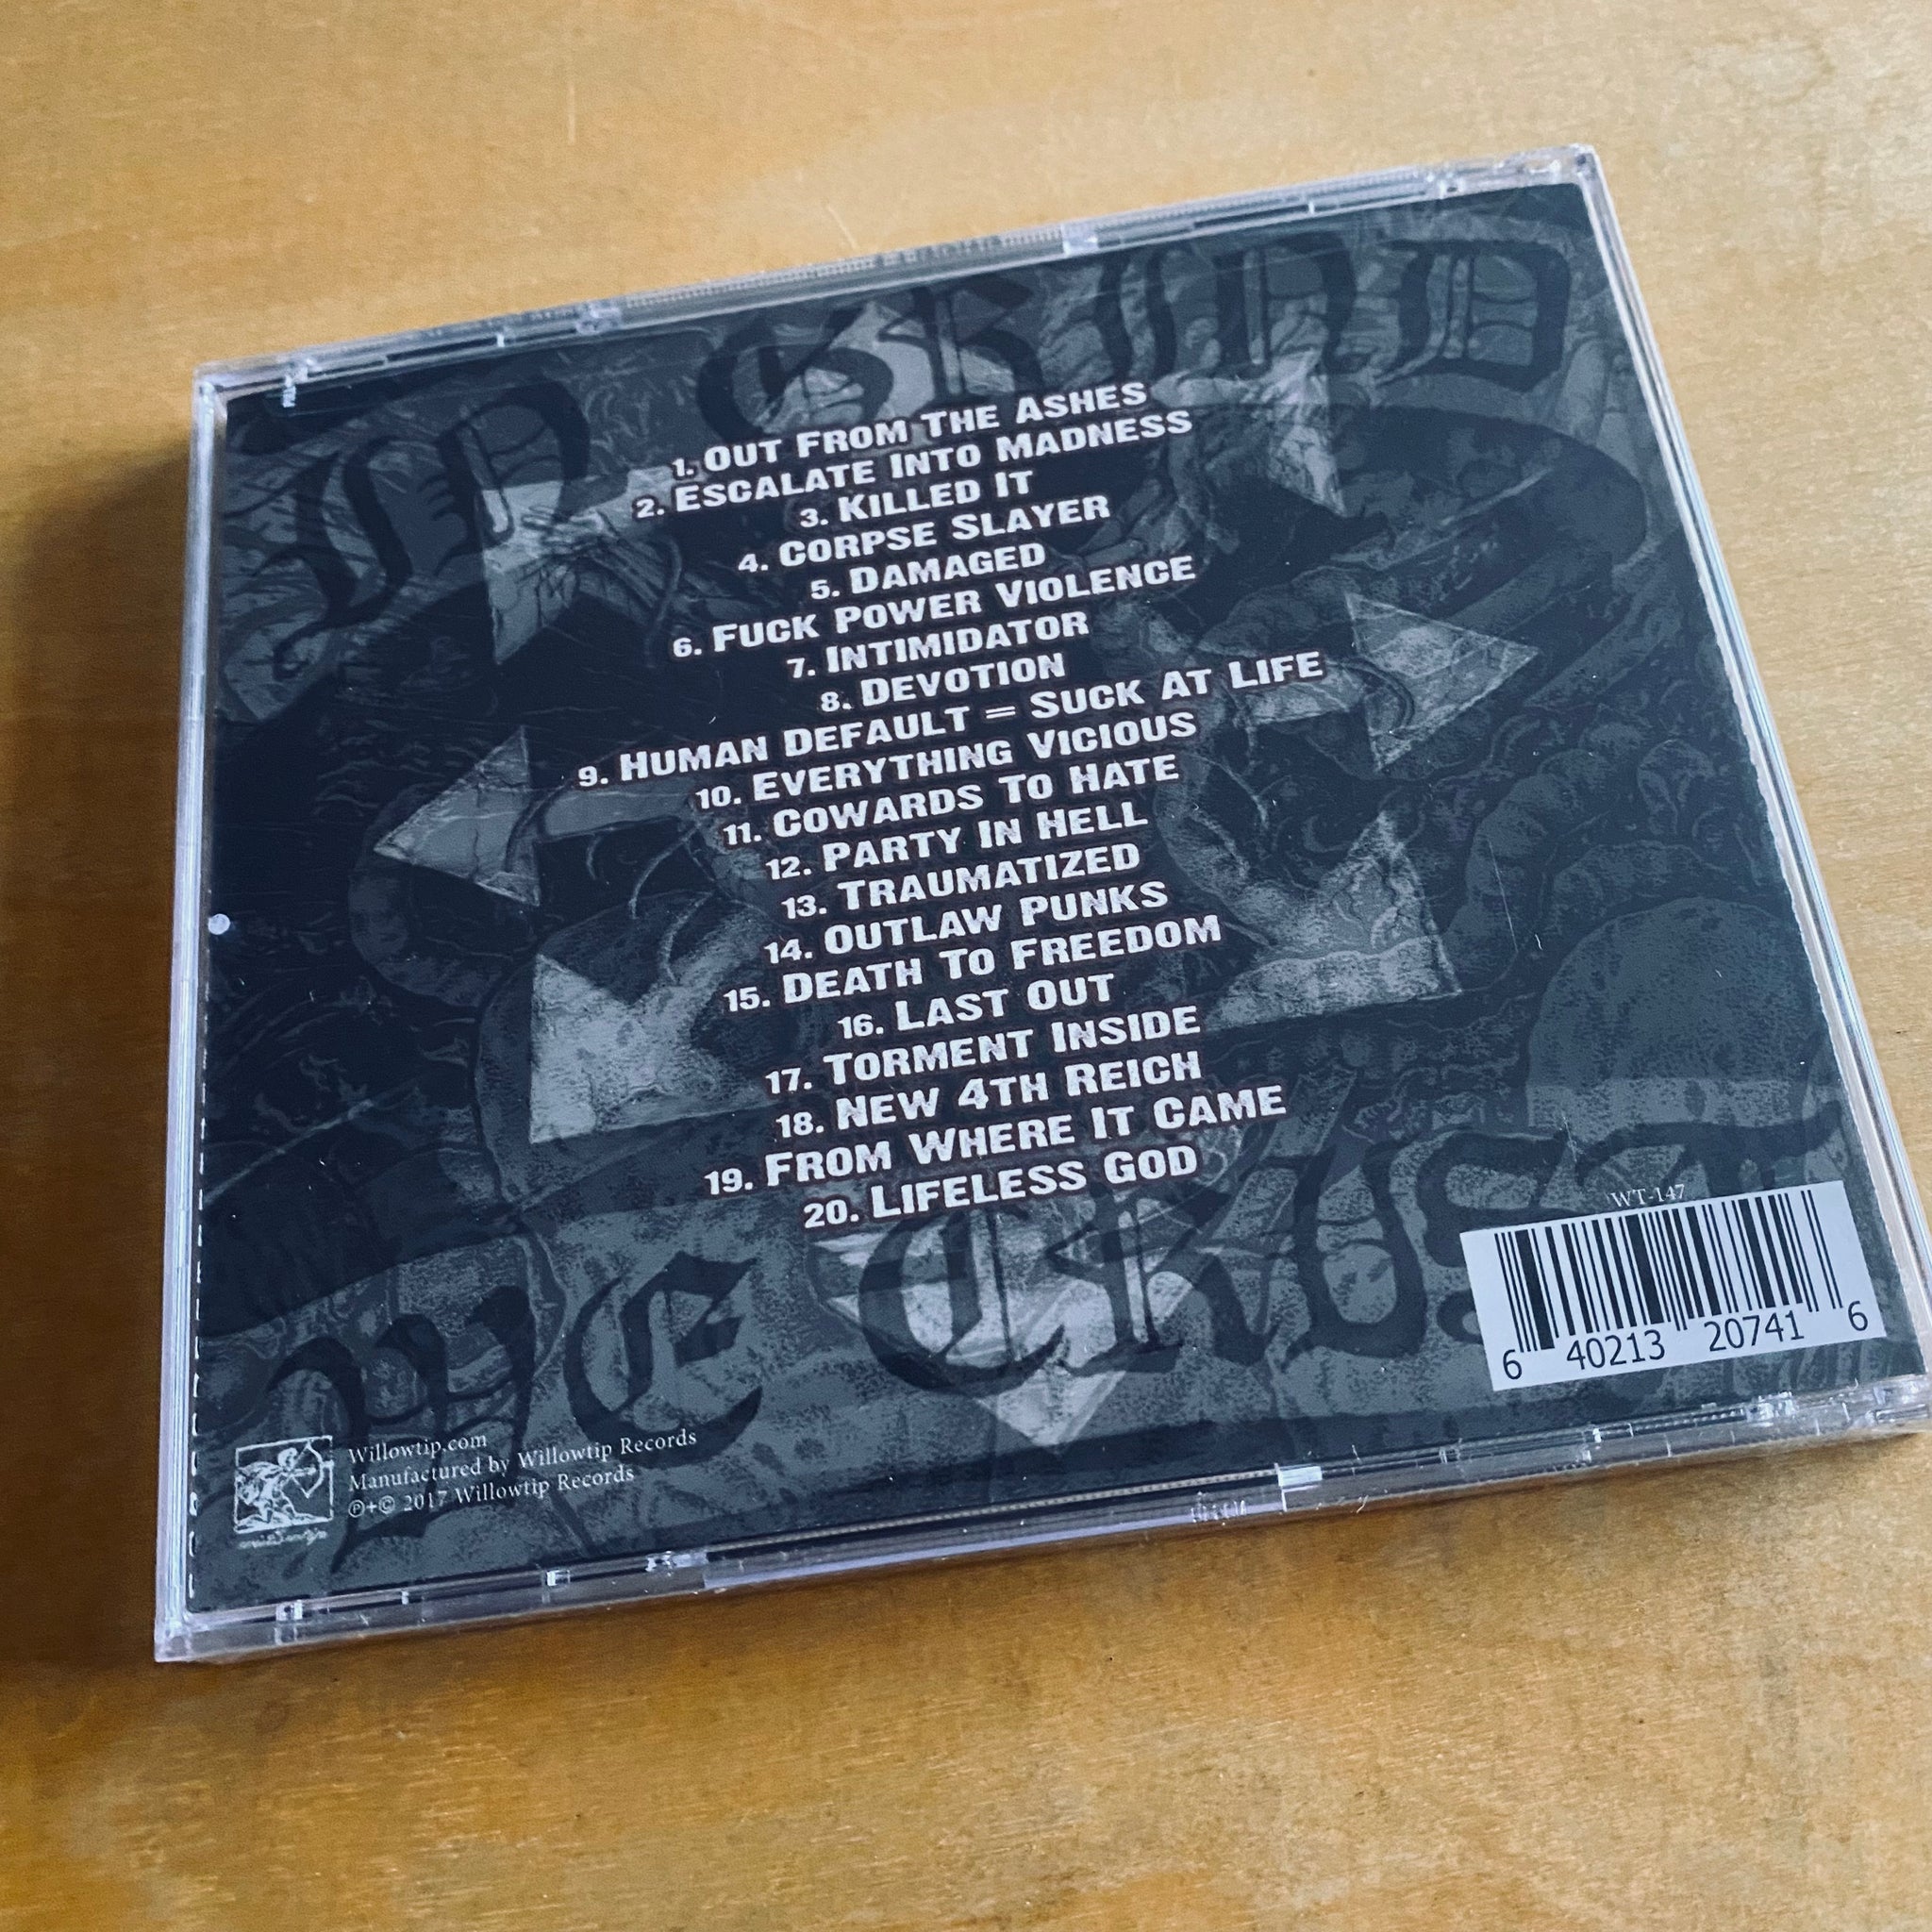 In Grind
1. Out From The Ashes
2. Escalate Into Madness
3. Killed It
4. Corpse Slayer
5. Damaged
6. Fuck Power Violence
7. Intimidator
8. Devotion
9. Human Default = Suck At Life
10. Everything Vicious
11. Cowards To Hate
12. Party In Hell
13. Traumatized
14. Outlaw Punks
15. Death To Freedom
16. Last Out
17. Torment Inside
18. New 4th Reich
19. From Where It Came
20. Lifeless God
We Crust
WT-147
6 40213 20741 6
Willowtip.com
Manufactured by Willowtip Records
℗+© 2017 Willowtip Records